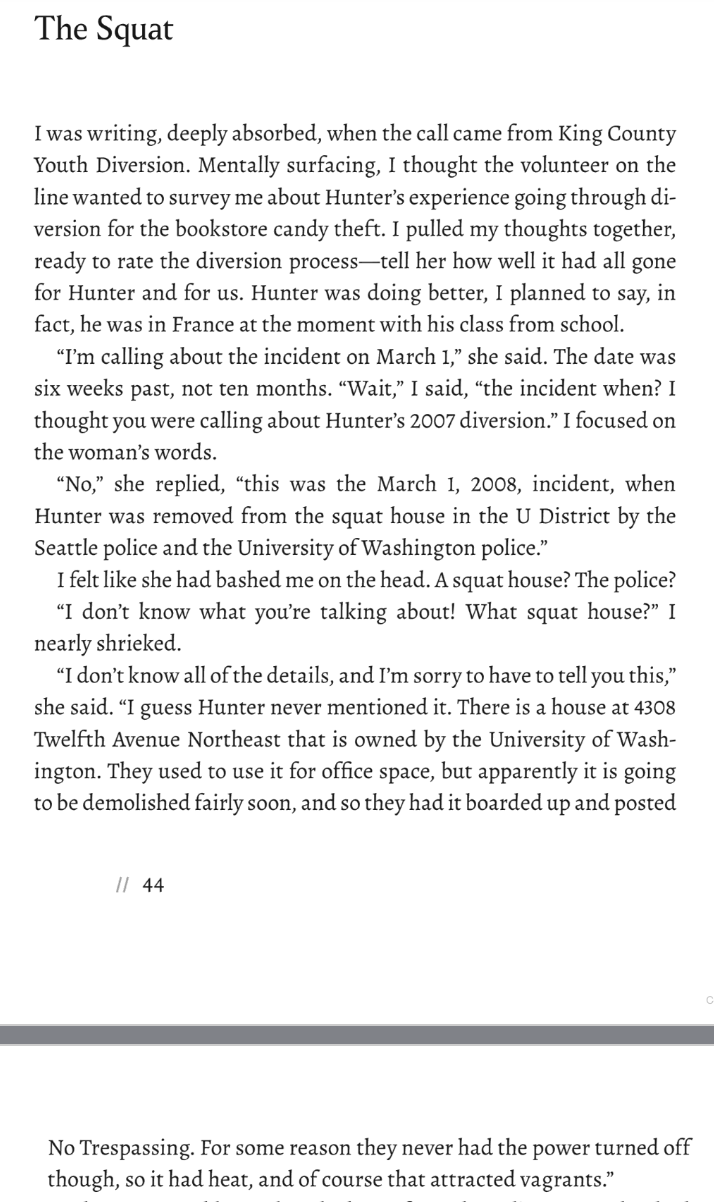 The Squat
I was writing, deeply absorbed, when the call came from King County
Youth Diversion. Mentally surfacing, I thought the volunteer on the
line wanted to survey me about Hunter’s experience going through di-
version for the bookstore candy theft. I pulled my thoughts together,
ready to rate the diversion process—tell her how well it had all gone
for Hunter and for us. Hunter was doing better, I planned to say, in
fact, he was in France at the moment with his class from school.
“I’m calling about the incident on March 1,” she said. The date was
six weeks past, not ten months. “Wait,” I said, “the incident when? I
thought you were calling about Hunter’s 2007 diversion.” I focused on
the woman’s words.
“No,” she replied, “this was the March 1, 2008, incident, when
Hunter was removed from the squat house in the U District by the
Seattle police and the University of Washington police.”
I felt like she had bashed me on the head. A squat house? The police?
“I don’t know what you’re talking about! What squat house?” I
nearly shrieked.
“I don’t know all of the details, and I’m sorry to have to tell you this,”
she said. “I guess Hunter never mentioned it. There is a house at 4308
Twelfth Avenue Northeast that is owned by the University of Wash-
ington. They used to use it for office space, but apparently it is going
to be demolished fairly soon, and so they had it boarded up and posted
// 44
No Trespassing. For some reason they never had the power turned off
though, so it had heat, and of course that attracted vagrants.”